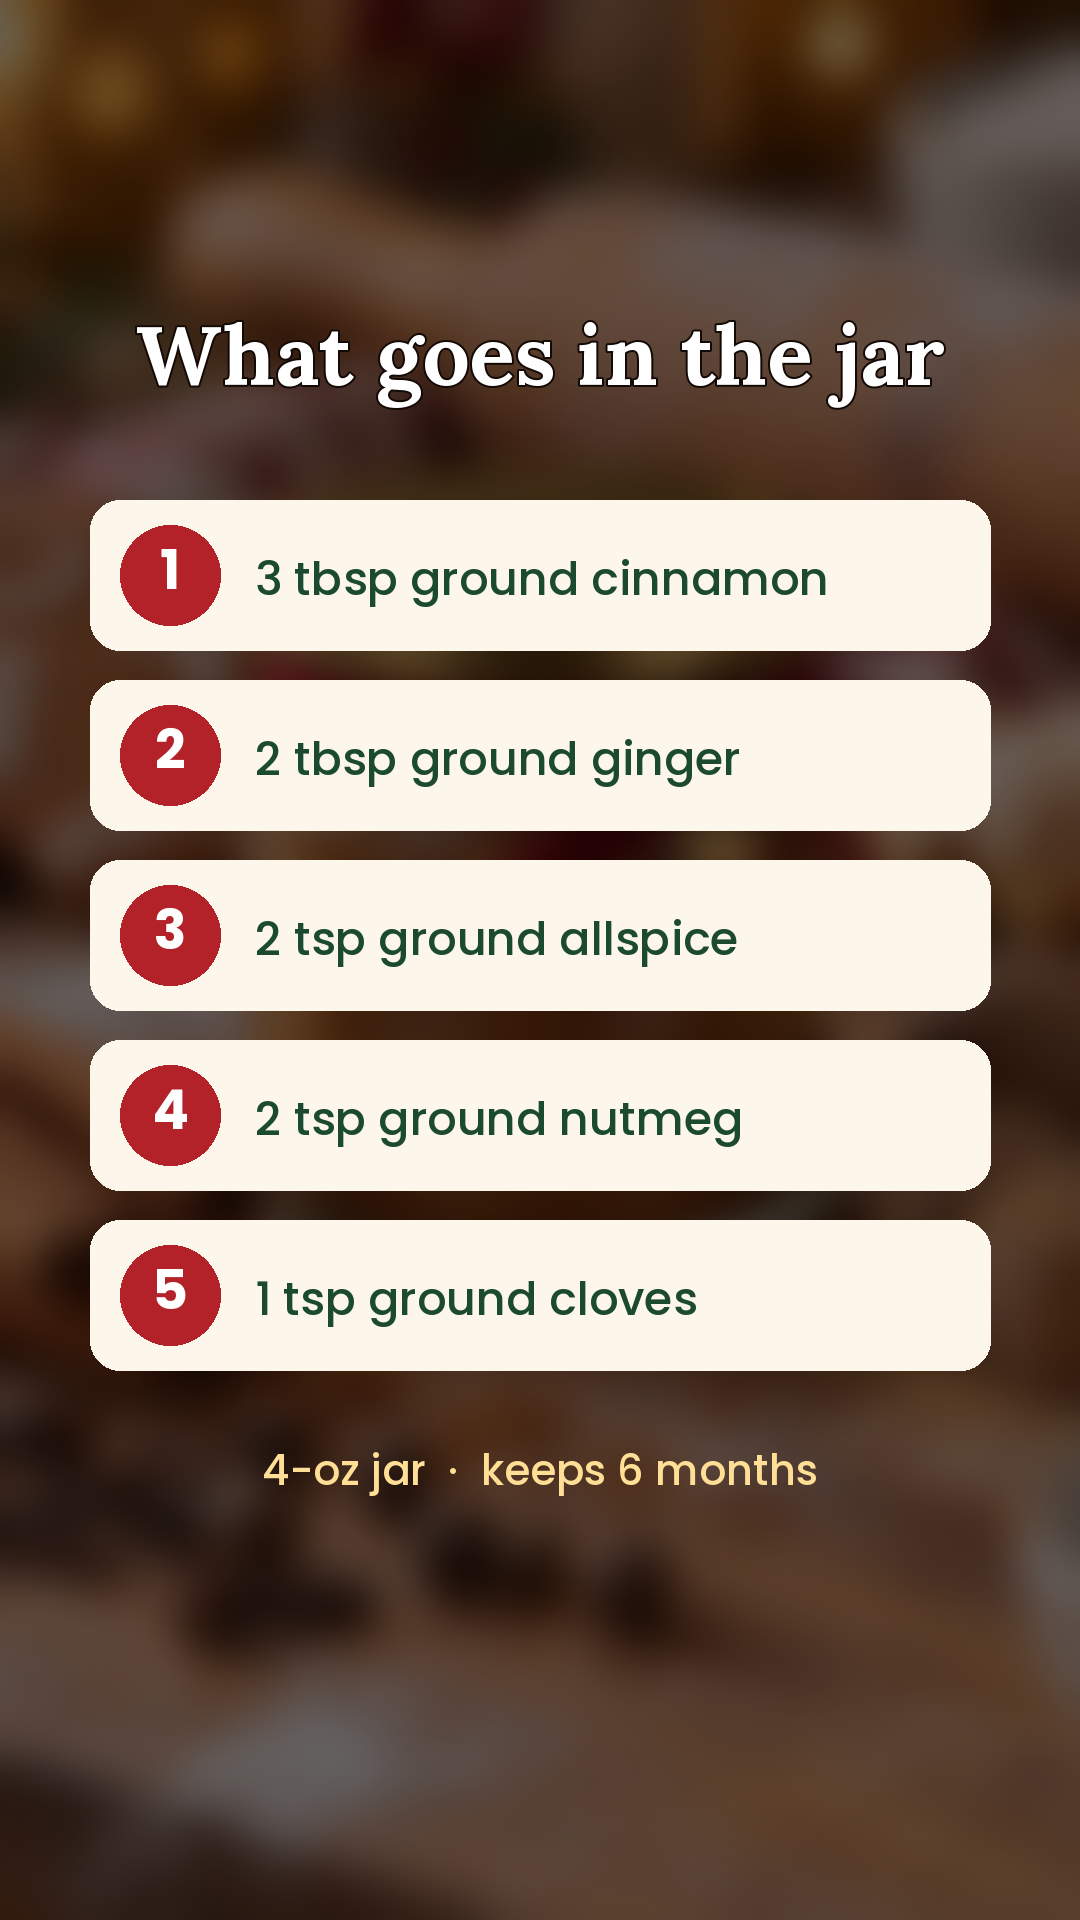 What goes in the jar
1 3 tbsp ground cinnamon
2 2 tbsp ground ginger
3 2 tsp ground allspice
4 2 tsp ground nutmeg
5 1 tsp ground cloves
4-oz jar · keeps 6 months